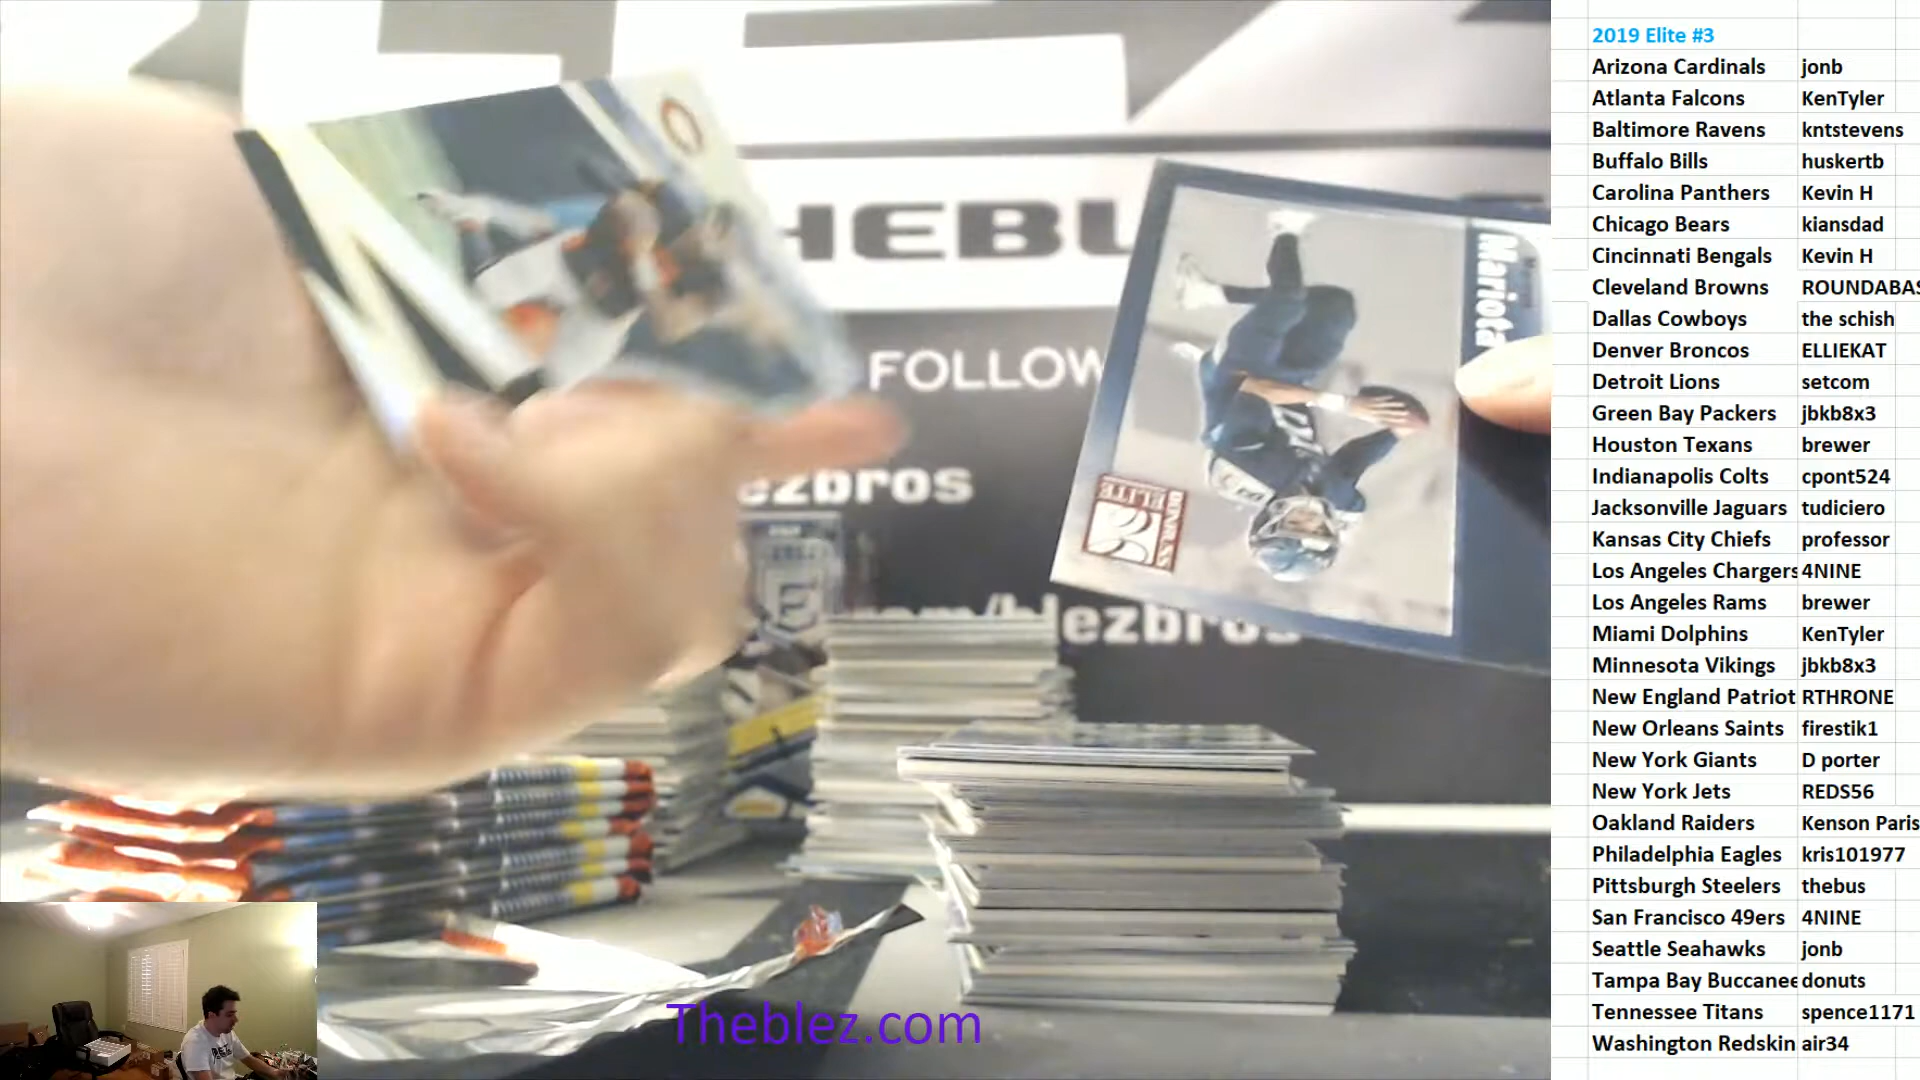 HEBL
FOLLOW
ezbros
.com/blezbros
Mariota
DONRUSS
ELITE
Theblez.com
2019 Elite #3
Arizona Cardinals jonb
Atlanta Falcons KenTyler
Baltimore Ravens kntstevens
Buffalo Bills huskertb
Carolina Panthers Kevin H
Chicago Bears kiansdad
Cincinnati Bengals Kevin H
Cleveland Browns ROUNDABAS
Dallas Cowboys the schish
Denver Broncos ELLIEKAT
Detroit Lions setcom
Green Bay Packers jbkb8x3
Houston Texans brewer
Indianapolis Colts cpont524
Jacksonville Jaguars tudiciero
Kansas City Chiefs professor
Los Angeles Chargers 4NINE
Los Angeles Rams brewer
Miami Dolphins KenTyler
Minnesota Vikings jbkb8x3
New England Patriot RTHRONE
New Orleans Saints firestik1
New York Giants D porter
New York Jets REDS56
Oakland Raiders Kenson Paris
Philadelphia Eagles kris101977
Pittsburgh Steelers thebus
San Francisco 49ers 4NINE
Seattle Seahawks jonb
Tampa Bay Buccanee donuts
Tennessee Titans spence1171
Washington Redskin air34